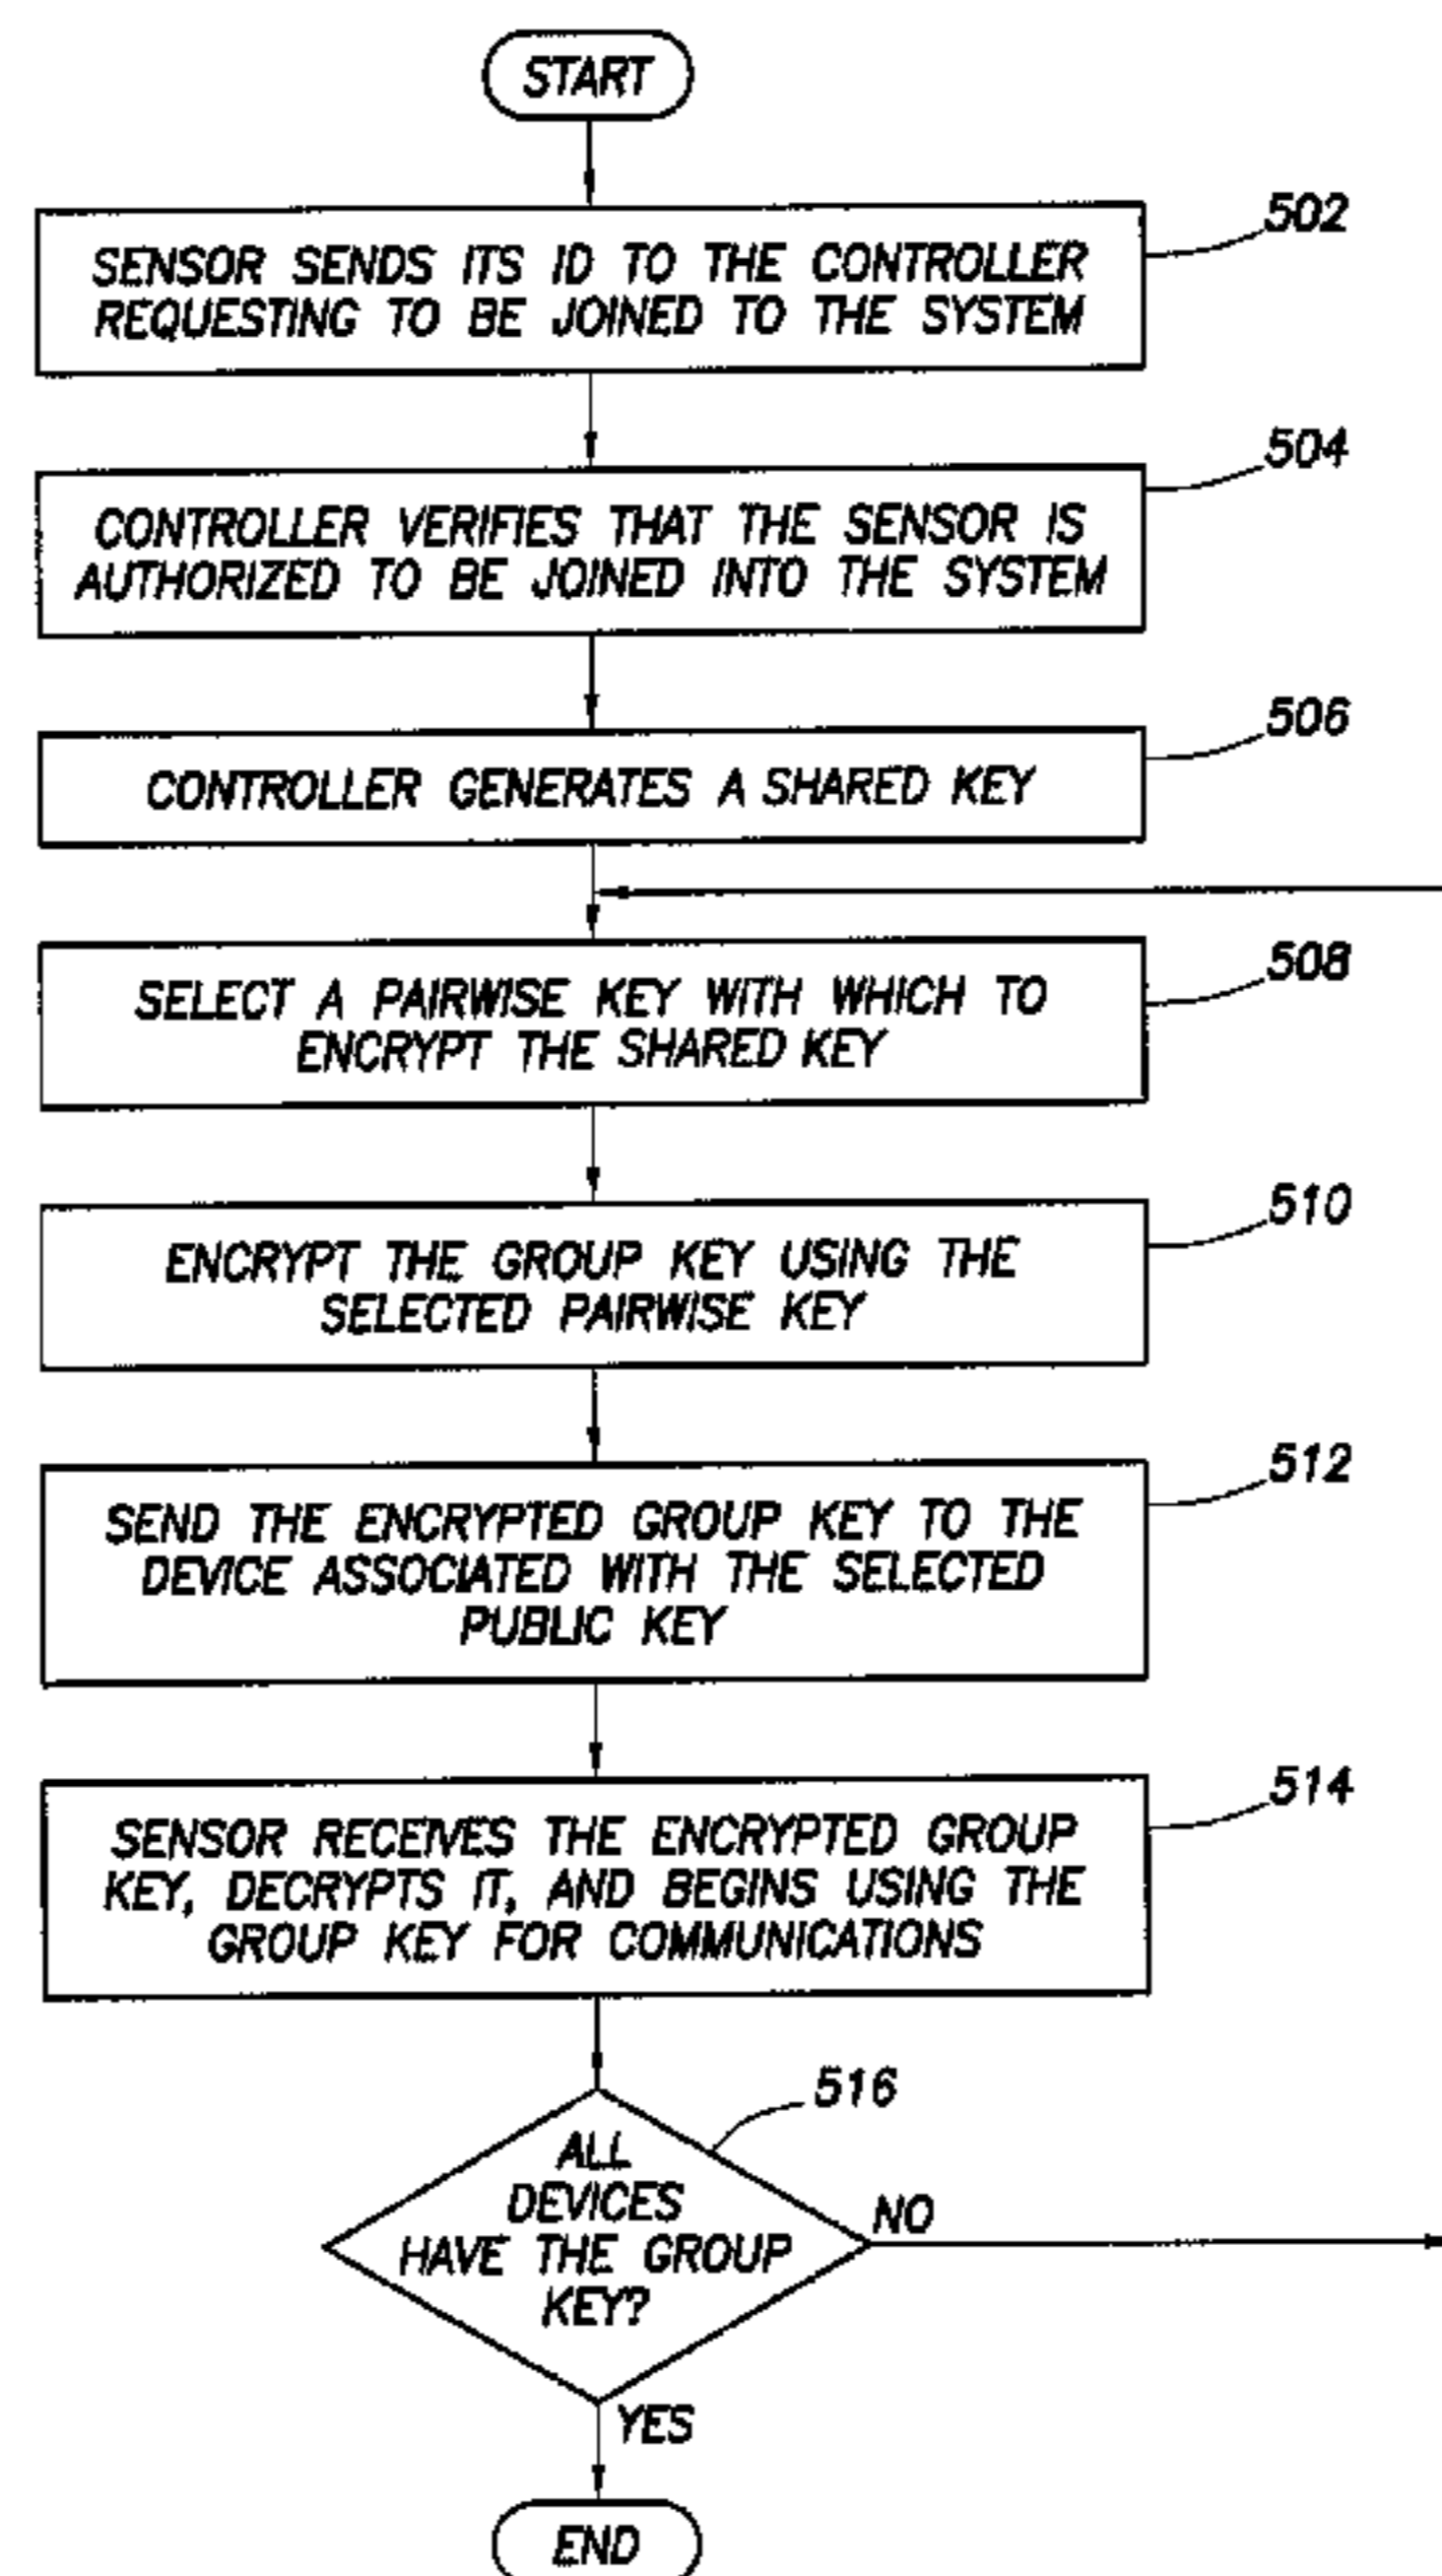 START
502
SENSOR SENDS ITS ID TO THE CONTROLLER
REQUESTING TO BE JOINED TO THE SYSTEM
504
CONTROLLER VERIFIES THAT THE SENSOR IS
AUTHORIZED TO BE JOINED INTO THE SYSTEM
506
CONTROLLER GENERATES A SHARED KEY
508
SELECT A PAIRWISE KEY WITH WHICH TO
ENCRYPT THE SHARED KEY
510
ENCRYPT THE GROUP KEY USING THE
SELECTED PAIRWISE KEY
512
SEND THE ENCRYPTED GROUP KEY TO THE
DEVICE ASSOCIATED WITH THE SELECTED
PUBLIC KEY
514
SENSOR RECEIVES THE ENCRYPTED GROUP
KEY, DECRYPTS IT, AND BEGINS USING THE
GROUP KEY FOR COMMUNICATIONS
516
ALL
DEVICES
HAVE THE GROUP
KEY?
NO
YES
END